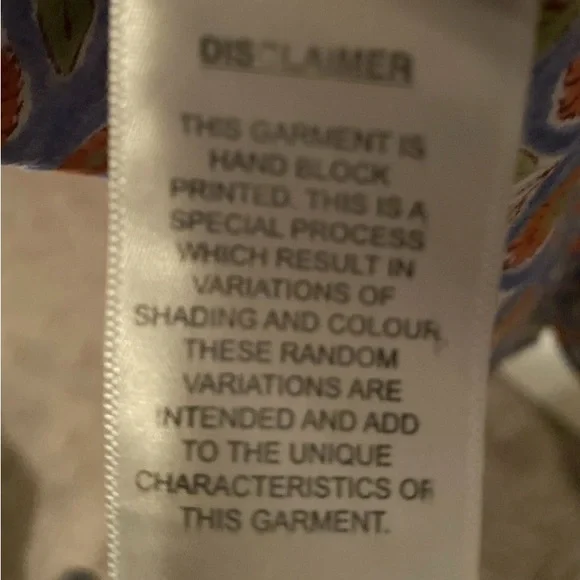 DISCLAIMER
THIS GARMENT IS
HAND BLOCK
PRINTED. THIS IS A
SPECIAL PROCESS
WHICH RESULT IN
VARIATIONS OF
SHADING AND COLOUR,
THESE RANDOM
VARIATIONS ARE
INTENDED AND ADD
TO THE UNIQUE
CHARACTERISTICS OF
THIS GARMENT.